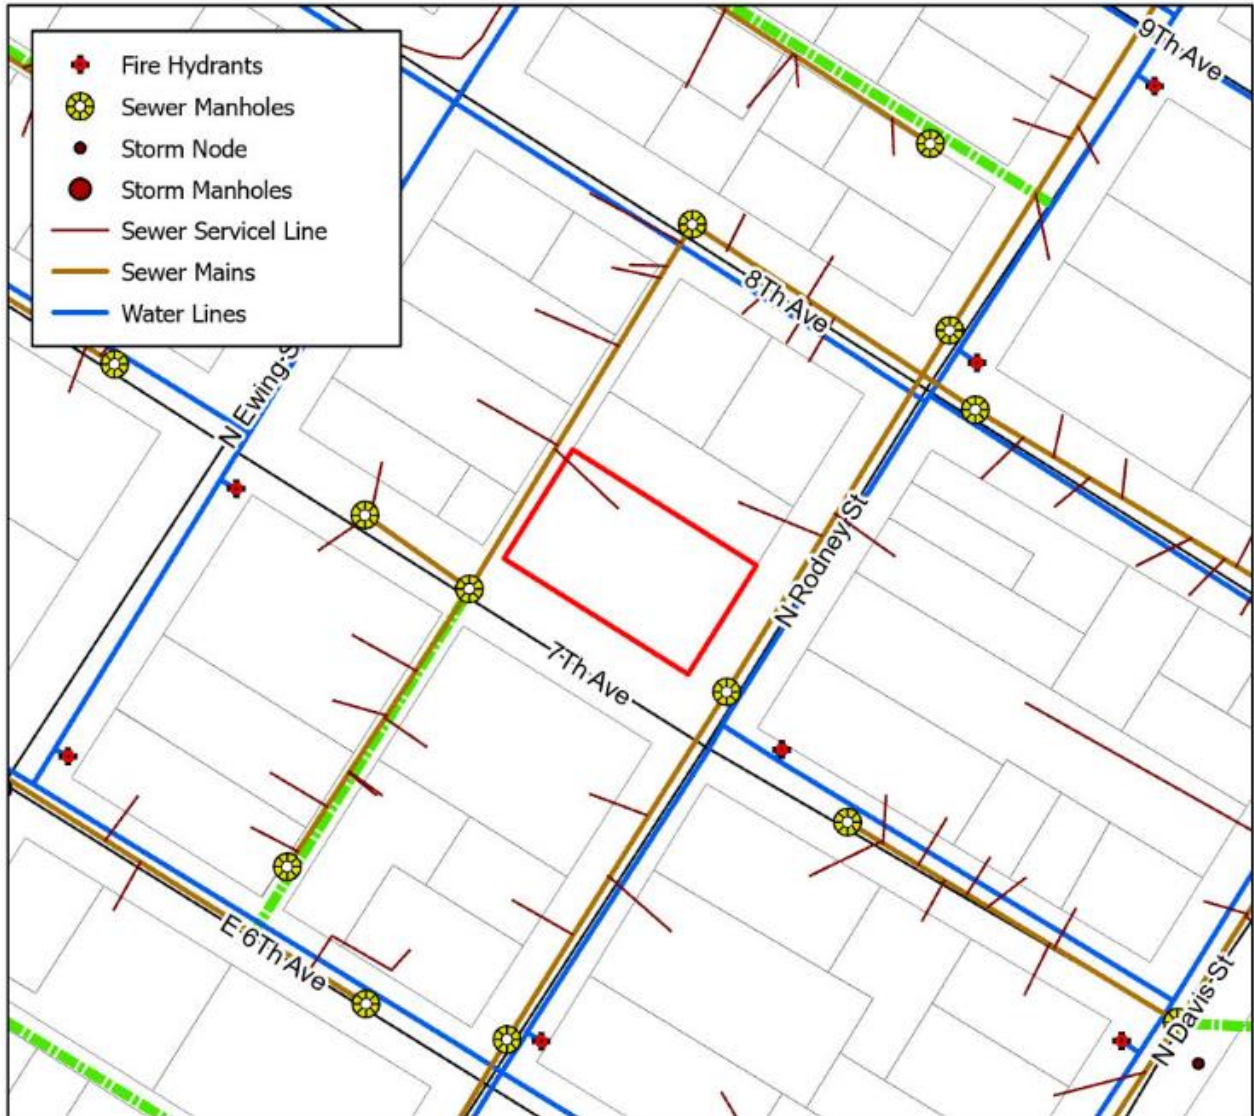 Fire Hydrants
Sewer Manholes
Storm Node
Storm Manholes
Sewer Servicel Line
Sewer Mains
Water Lines
9Th Ave
8Th Ave
N Ewing S
N Rodney St
7Th Ave
E 6Th Ave
N Davis St